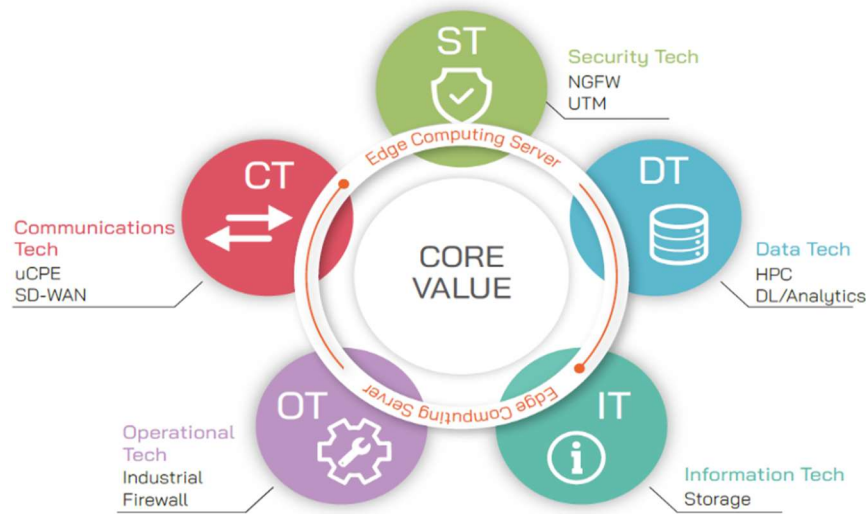 ST
Security Tech
NGFW
UTM
Edge Computing Server
CT
DT
Communications
Tech
uCPE
SD-WAN
CORE
VALUE
Data Tech
HPC
DL/Analytics
Edge Computing Server
OT
IT
Operational
Tech
Industrial
Firewall
Information Tech
Storage